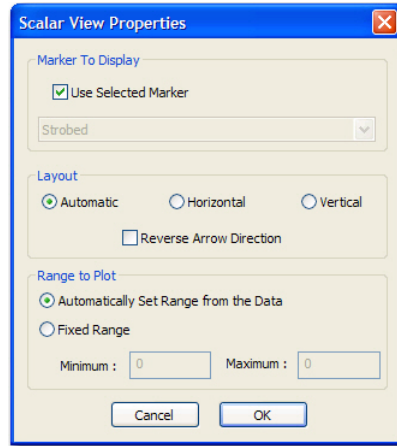 Scalar View Properties
Marker To Display
Use Selected Marker
Strobed
Layout
Automatic Horizontal Vertical
Reverse Arrow Direction
Range to Plot
Automatically Set Range from the Data
Fixed Range
Minimum : 0 Maximum : 0
Cancel OK